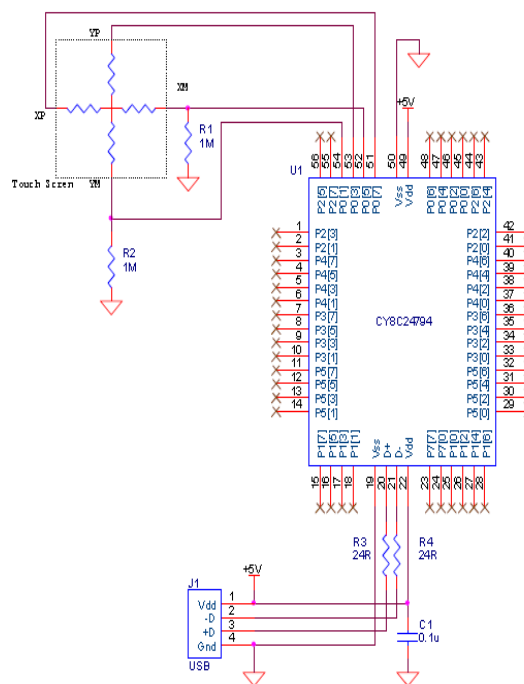 YP
XM
XP
YM
Touch Scren
R1
1M
R2
1M
+5V
U1
56 55 54 53 52 51 50 49 48 47 46 45 44 43
P2[5] P2[7] P0[1] P0[3] P0[5] P0[7] Vss Vdd P0[6] P0[4] P0[2] P0[0] P2[6] P2[4]
1 P2[3] P2[2] 42
2 P2[1] P2[0] 41
3 P4[7] P4[6] 40
4 P4[5] P4[4] 39
5 P4[3] P4[2] 38
6 P4[1] P4[0] 37
7 P3[7] P3[6] 36
8 P3[5] P3[4] 35
9 P3[3] P3[2] 34
10 P3[1] P3[0] 33
11 P5[7] P5[6] 32
12 P5[5] P5[4] 31
13 P5[3] P5[2] 30
14 P5[1] P5[0] 29
CY8C24794
P1[7] P1[5] P1[3] P1[1] Vss D+ D- Vdd P7[7] P7[0] P1[0] P1[2] P1[4] P1[6]
15 16 17 18 19 20 21 22 23 24 25 26 27 28
R3
24R
R4
24R
+5V
J1
Vdd 1
-D 2
+D 3
Gnd 4
USB
C1
0.1u